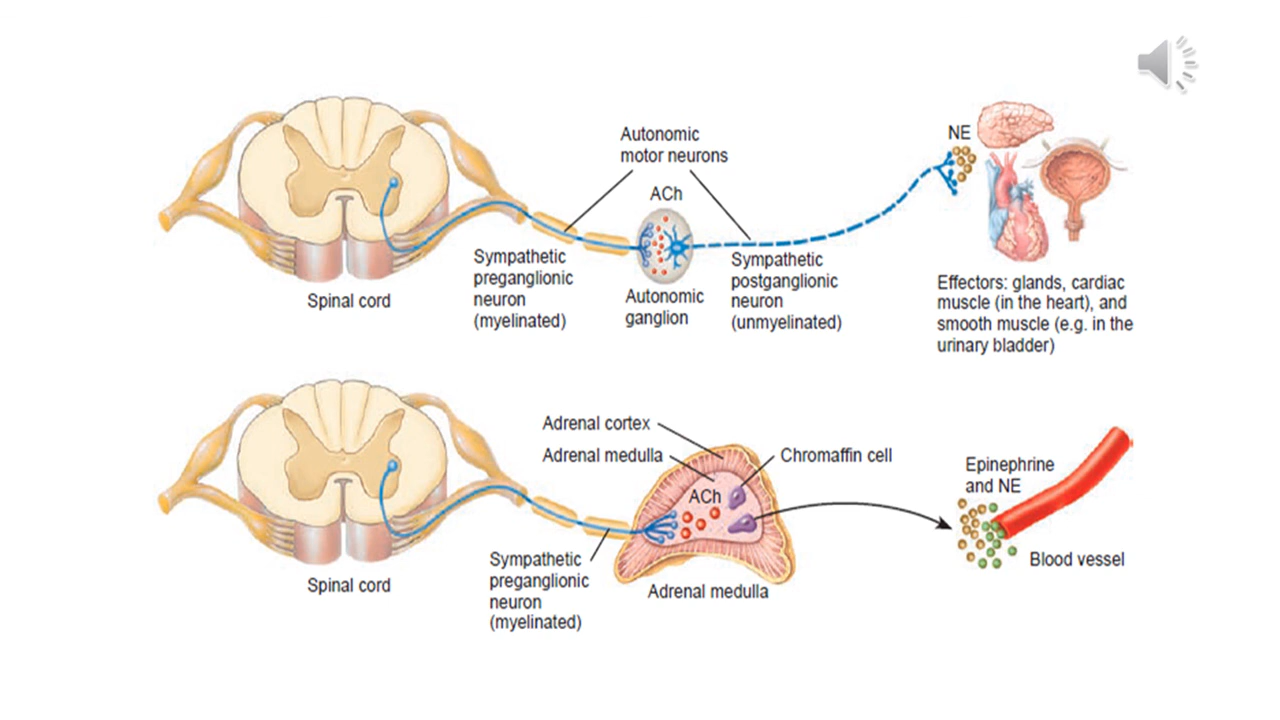 Autonomic
motor neurons
NE
ACh
Sympathetic
preganglionic
neuron
(myelinated)
Sympathetic
postganglionic
neuron
(unmyelinated)
Spinal cord
Autonomic
ganglion
Effectors: glands, cardiac
muscle (in the heart), and
smooth muscle (e.g. in the
urinary bladder)
Adrenal cortex
Adrenal medulla
Chromaffin cell
ACh
Epinephrine
and NE
Blood vessel
Sympathetic
preganglionic
neuron
(myelinated)
Spinal cord
Adrenal medulla